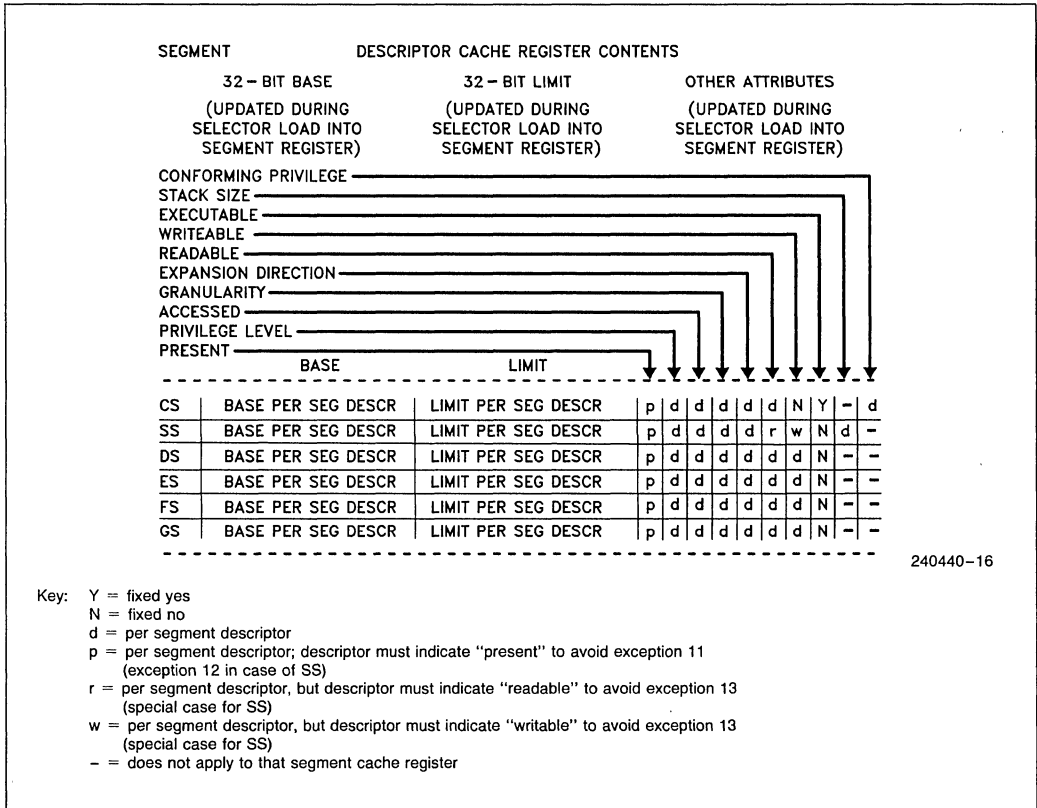 SEGMENT DESCRIPTOR CACHE REGISTER CONTENTS
32 – BIT BASE 32 – BIT LIMIT OTHER ATTRIBUTES
(UPDATED DURING (UPDATED DURING (UPDATED DURING
SELECTOR LOAD INTO SELECTOR LOAD INTO SELECTOR LOAD INTO
SEGMENT REGISTER) SEGMENT REGISTER) SEGMENT REGISTER)
CONFORMING PRIVILEGE
STACK SIZE
EXECUTABLE
WRITEABLE
READABLE
EXPANSION DIRECTION
GRANULARITY
ACCESSED
PRIVILEGE LEVEL
PRESENT
BASE LIMIT
CS BASE PER SEG DESCR LIMIT PER SEG DESCR p d d d d d N Y – d
SS BASE PER SEG DESCR LIMIT PER SEG DESCR p d d d d r w N d –
DS BASE PER SEG DESCR LIMIT PER SEG DESCR p d d d d d d N – –
ES BASE PER SEG DESCR LIMIT PER SEG DESCR p d d d d d d N – –
FS BASE PER SEG DESCR LIMIT PER SEG DESCR p d d d d d d N – –
GS BASE PER SEG DESCR LIMIT PER SEG DESCR p d d d d d d N – –
240440–16
Key: Y = fixed yes
N = fixed no
d = per segment descriptor
p = per segment descriptor; descriptor must indicate "present" to avoid exception 11
(exception 12 in case of SS)
r = per segment descriptor, but descriptor must indicate "readable" to avoid exception 13
(special case for SS)
w = per segment descriptor, but descriptor must indicate "writable" to avoid exception 13
(special case for SS)
– = does not apply to that segment cache register